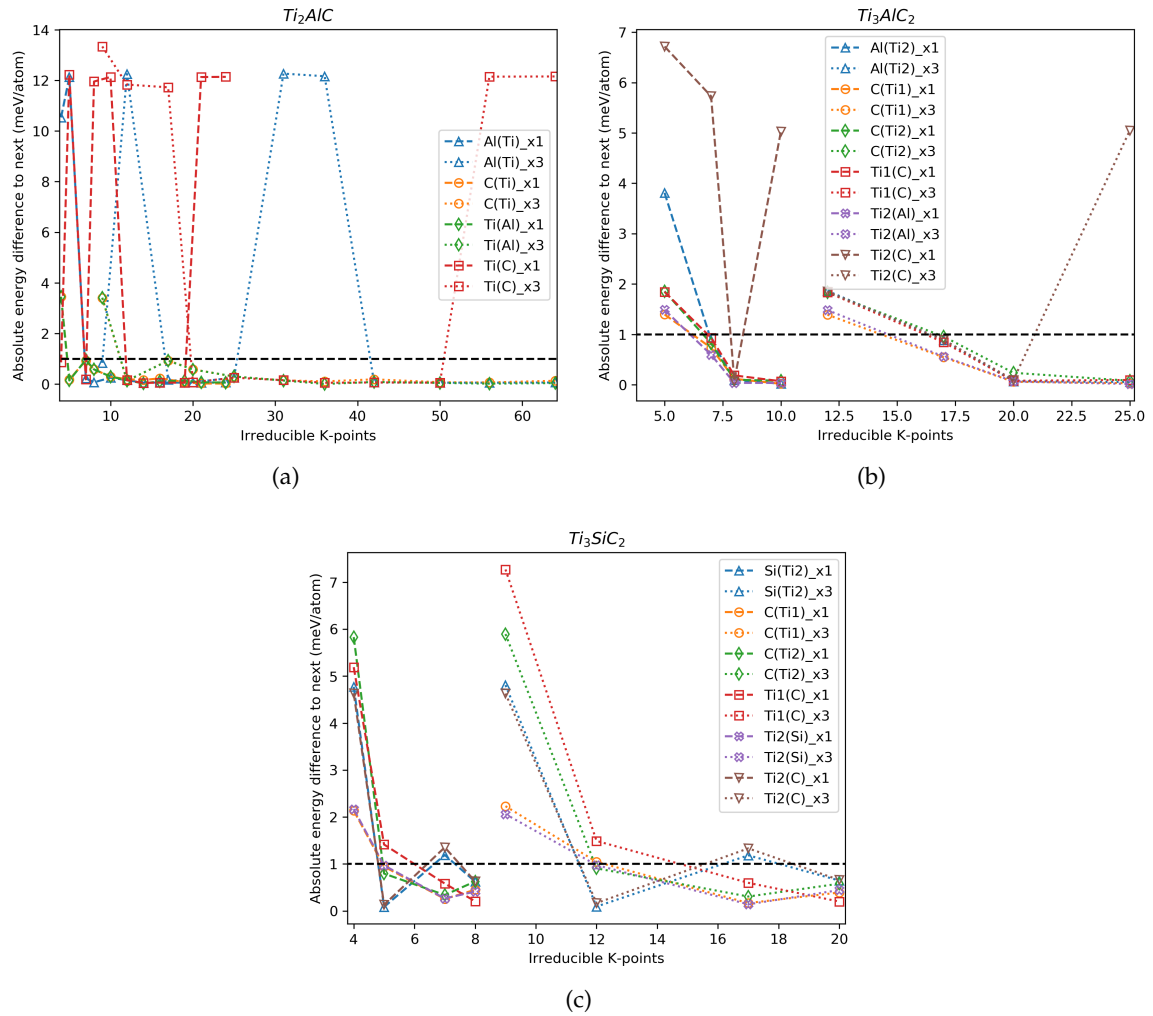 Ti₂AlC
Absolute energy difference to next (meV/atom)
14
12
10
8
6
4
2
0
Al(Ti)_x1
Al(Ti)_x3
C(Ti)_x1
C(Ti)_x3
Ti(Al)_x1
Ti(Al)_x3
Ti(C)_x1
Ti(C)_x3
10 20 30 40 50 60
Irreducible K-points
(a)
Ti₃AlC₂
Absolute energy difference to next (meV/atom)
7
6
5
4
3
2
1
0
Al(Ti2)_x1
Al(Ti2)_x3
C(Ti1)_x1
C(Ti1)_x3
C(Ti2)_x1
C(Ti2)_x3
Ti1(C)_x1
Ti1(C)_x3
Ti2(Al)_x1
Ti2(Al)_x3
Ti2(C)_x1
Ti2(C)_x3
5.0 7.5 10.0 12.5 15.0 17.5 20.0 22.5 25.0
Irreducible K-points
(b)
Ti₃SiC₂
Absolute energy difference to next (meV/atom)
7
6
5
4
3
2
1
0
Si(Ti2)_x1
Si(Ti2)_x3
C(Ti1)_x1
C(Ti1)_x3
C(Ti2)_x1
C(Ti2)_x3
Ti1(C)_x1
Ti1(C)_x3
Ti2(Si)_x1
Ti2(Si)_x3
Ti2(C)_x1
Ti2(C)_x3
4 6 8 10 12 14 16 18 20
Irreducible K-points
(c)